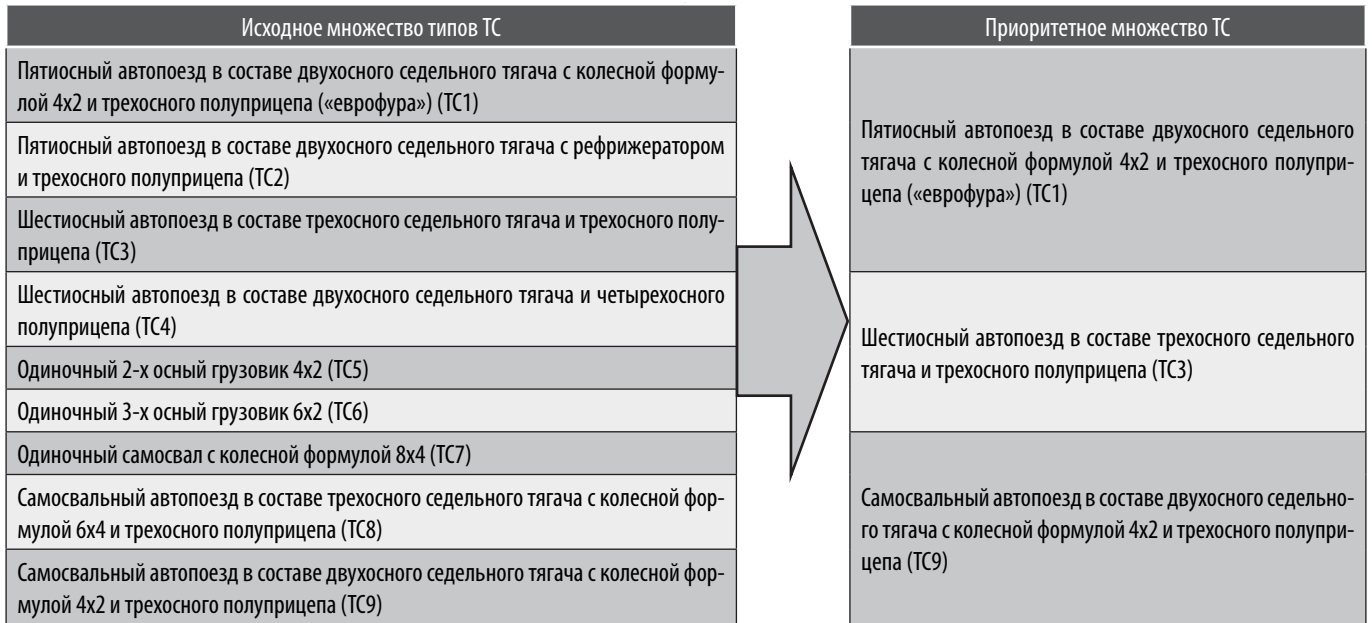 Исходное множество типов ТС
Пятиосный автопоезд в составе двухосного седельного тягача с колесной форму-
лой 4х2 и трехосного полуприцепа («еврофура») (ТС1)
Пятиосный автопоезд в составе двухосного седельного тягача с рефрижератором
и трехосного полуприцепа (ТС2)
Шестиосный автопоезд в составе трехосного седельного тягача и трехосного полу-
прицепа (ТС3)
Шестиосный автопоезд в составе двухосного седельного тягача и четырехосного
полуприцепа (ТС4)
Одиночный 2-х осный грузовик 4х2 (ТС5)
Одиночный 3-х осный грузовик 6х2 (ТС6)
Одиночный самосвал с колесной формулой 8х4 (ТС7)
Самосвальный автопоезд в составе трехосного седельного тягача с колесной фор-
мулой 6х4 и трехосного полуприцепа (ТС8)
Самосвальный автопоезд в составе двухосного седельного тягача с колесной фор-
мулой 4х2 и трехосного полуприцепа (ТС9)
Приоритетное множество ТС
Пятиосный автопоезд в составе двухосного седельного
тягача с колесной формулой 4х2 и трехосного полупри-
цепа («еврофура») (ТС1)
Шестиосный автопоезд в составе трехосного седельного
тягача и трехосного полуприцепа (ТС3)
Самосвальный автопоезд в составе двухосного седельно-
го тягача с колесной формулой 4х2 и трехосного полупри-
цепа (ТС9)